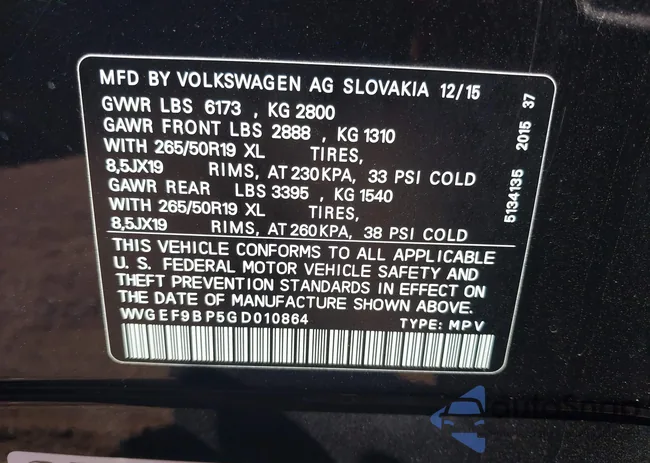 MFD BY VOLKSWAGEN AG SLOVAKIA 12/15
GVWR LBS 6173 , KG 2800
GAWR FRONT LBS 2888 , KG 1310
WITH 265/50R19 XL TIRES,
8,5JX19 RIMS, AT 230KPA, 33 PSI COLD
GAWR REAR LBS 3395 , KG 1540
WITH 265/50R19 XL TIRES,
8,5JX19 RIMS, AT 260KPA, 38 PSI COLD
THIS VEHICLE CONFORMS TO ALL APPLICABLE
U. S. FEDERAL MOTOR VEHICLE SAFETY AND
THEFT PREVENTION STANDARDS IN EFFECT ON
THE DATE OF MANUFACTURE SHOWN ABOVE.
WVGEF9BP5GD010864 TYPE: MPV
5134135 2015 37